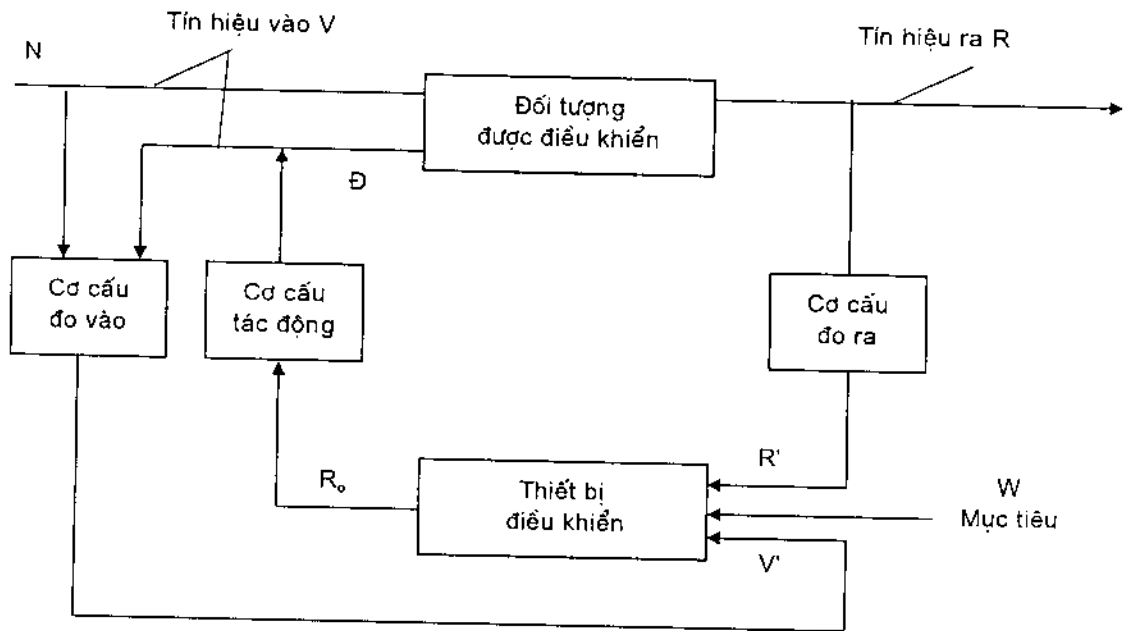 Tín hiệu vào V
N
Tín hiệu ra R
Đối tượng
được điều khiển
Đ
Cơ cấu
đo vào
Cơ cấu
tác động
Cơ cấu
đo ra
R'
Rₒ
Thiết bị
điều khiển
W
Mục tiêu
V'